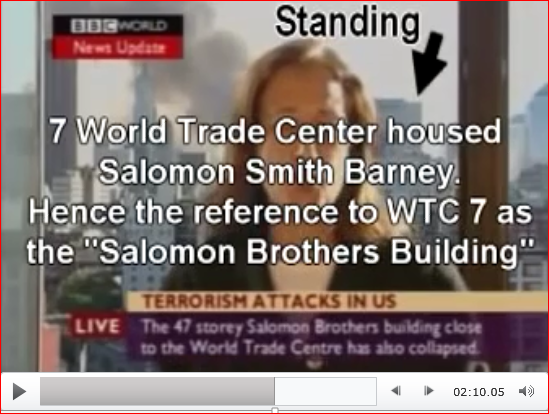 Standing
BBC WORLD
News Update
7 World Trade Center housed
Salomon Smith Barney.
Hence the reference to WTC 7 as
the "Salomon Brothers Building"
TERRORISM ATTACKS IN US
LIVE
The 47 storey Salomon Brothers building close
to the World Trade Centre has also collapsed.
02:10.05